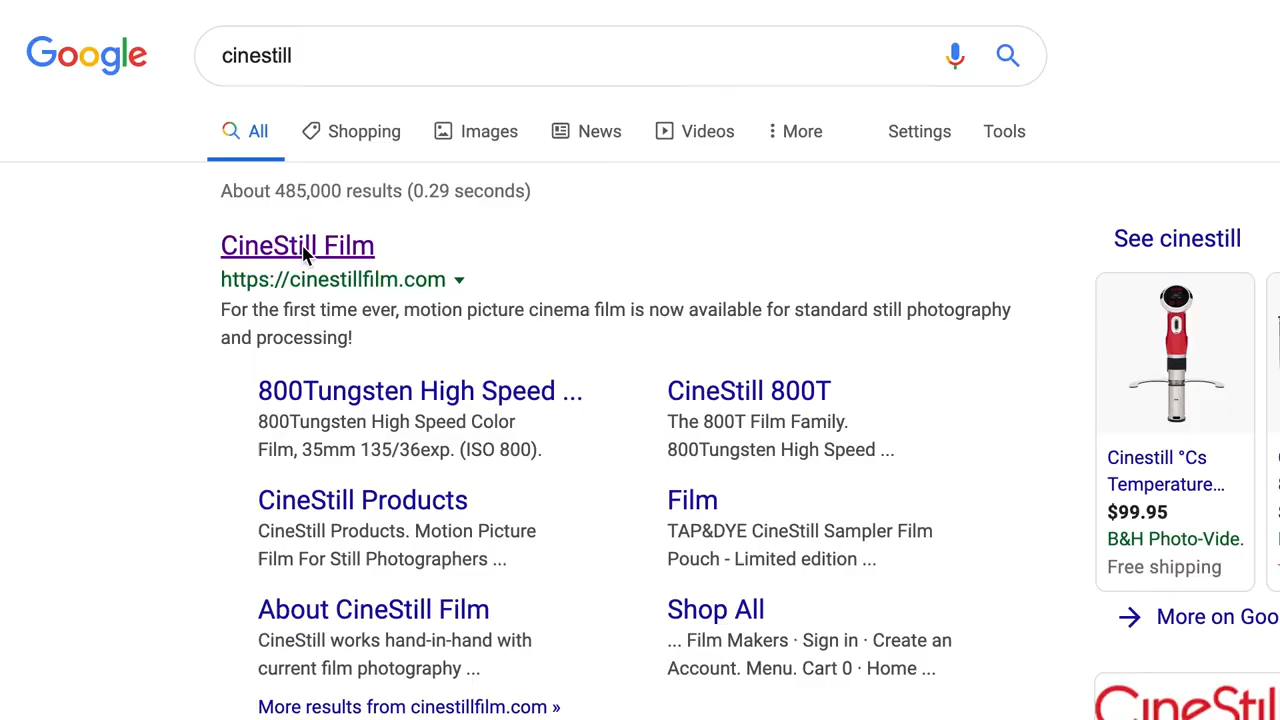 Google
cinestill
All
Shopping
Images
News
Videos
More
Settings
Tools
About 485,000 results (0.29 seconds)
CineStill Film
https://cinestillfilm.com
For the first time ever, motion picture cinema film is now available for standard still photography
and processing!
800Tungsten High Speed ...
800Tungsten High Speed Color
Film, 35mm 135/36exp. (ISO 800).
CineStill 800T
The 800T Film Family.
800Tungsten High Speed ...
CineStill Products
CineStill Products. Motion Picture
Film For Still Photographers ...
Film
TAP&DYE CineStill Sampler Film
Pouch - Limited edition ...
About CineStill Film
CineStill works hand-in-hand with
current film photography ...
Shop All
... Film Makers · Sign in · Create an
Account. Menu. Cart 0 · Home ...
More results from cinestillfilm.com »
See cinestill
Cinestill °Cs
Temperature...
$99.95
B&H Photo-Vide.
Free shipping
More on Goo
CineStil